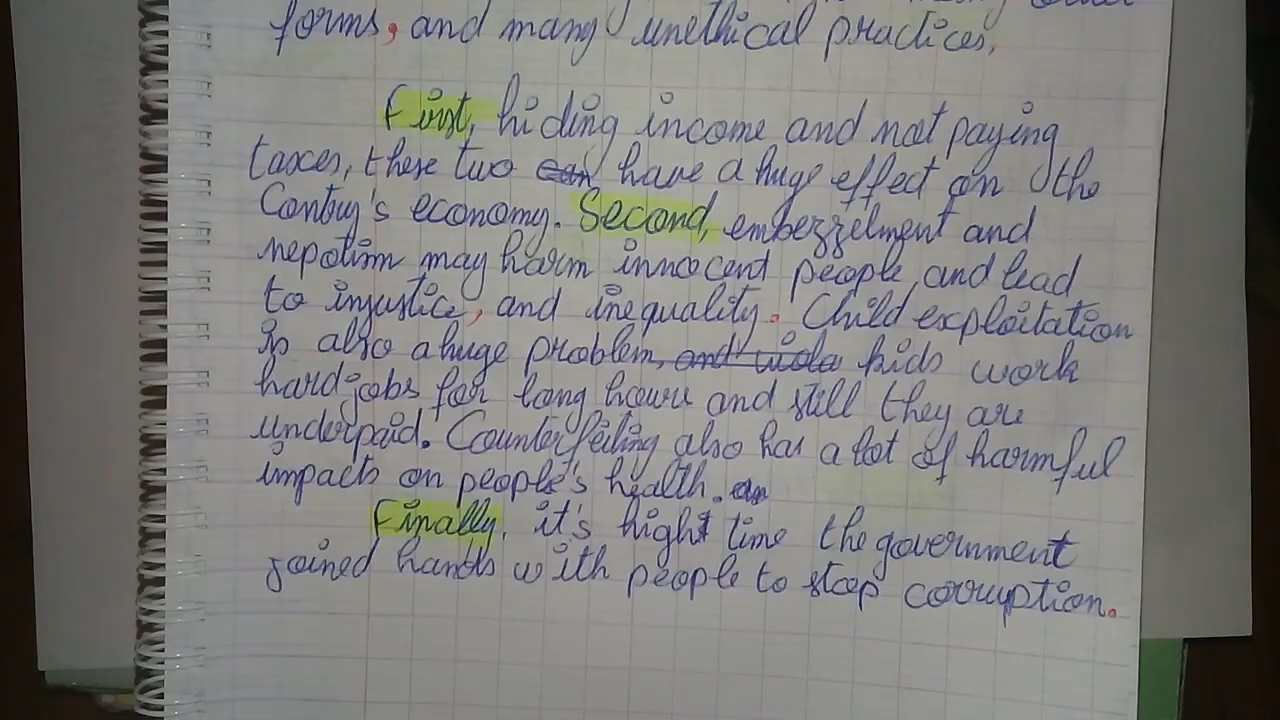 forms, and many unethical practices.
First, hiding income and not paying
taxes, these two can have a huge effect on the
Contry's economy. Second, embezzelment and
nepotism may harm innocent people, and lead
to injustice, and inequality. Child exploitation
is also a huge problem, and viola kids work
hard jobs for long hours and still they are
underpaid. Counterfeiting also has a lot of harmful
impacts on people's health. an
Finally, it's hight time the government
joined hands with people to stop corruption.